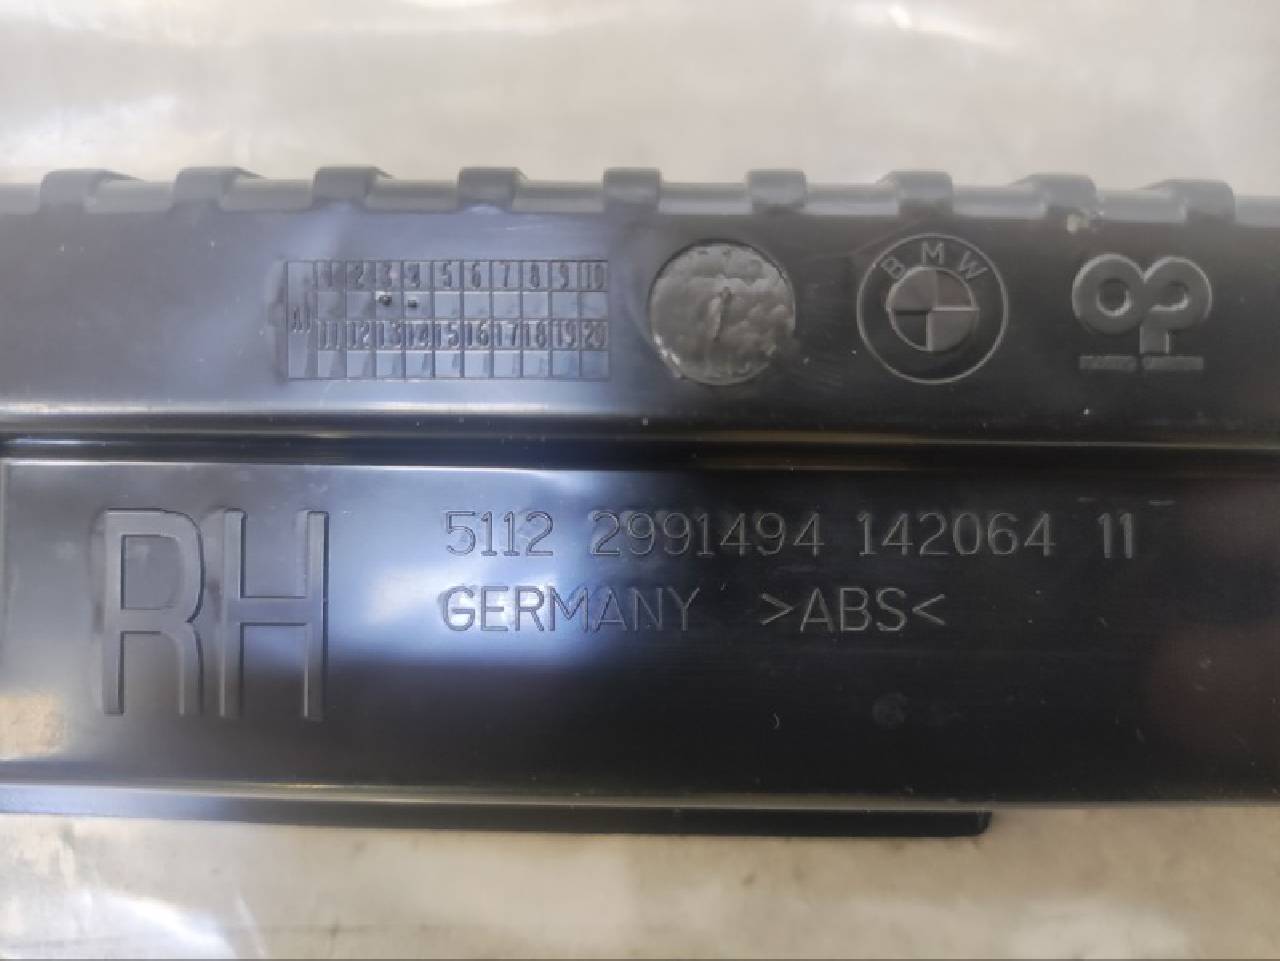 1 2 3 4 5 6 7 8 9 10
AI
11 12 13 14 15 16 17 18 19 20
BMW
RH
5112 2991494 142064 11
GERMANY >ABS<